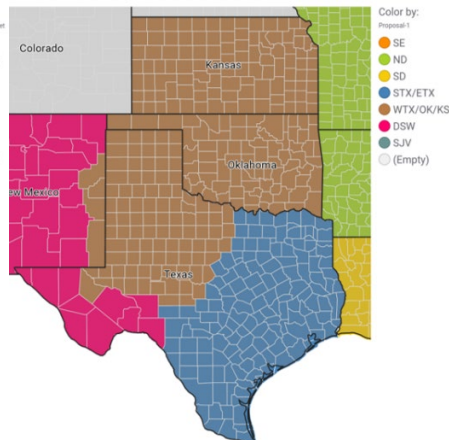 Color by:
Proposal-1
SE
ND
SD
STX/ETX
WTX/OK/KS
DSW
SJV
(Empty)
Colorado
Kansas
Oklahoma
ew Mexico
Texas